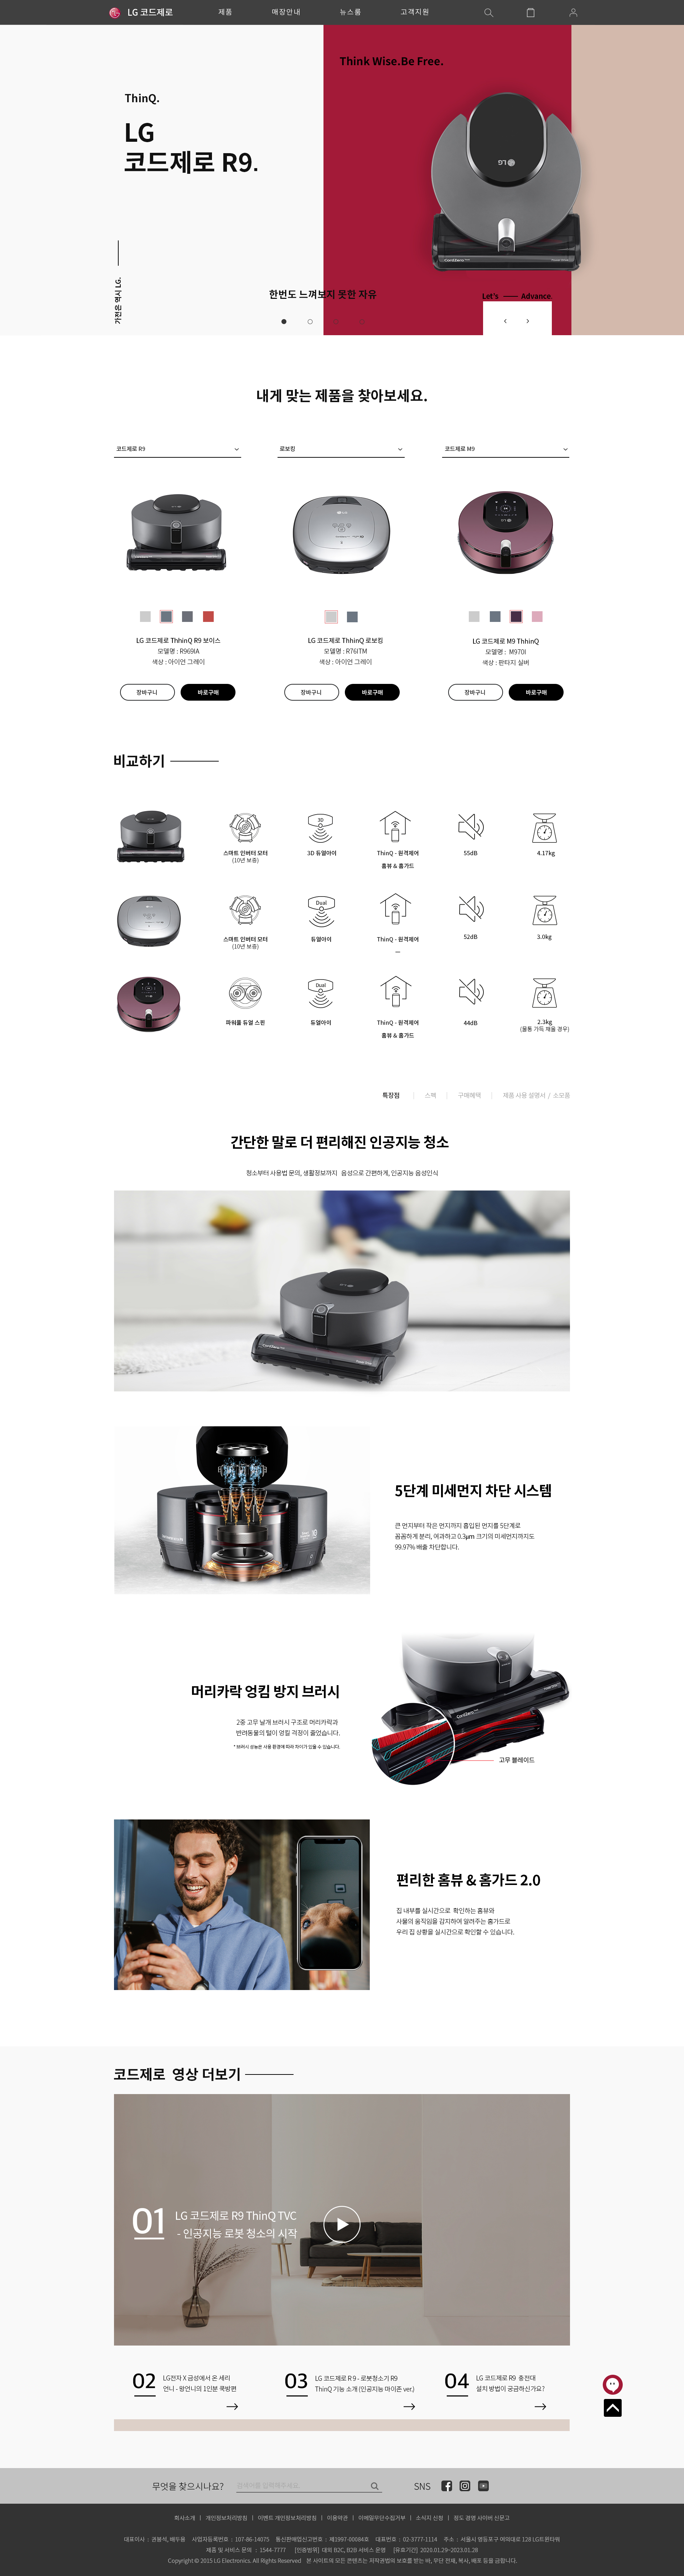 LG 코드제로
제품
매장안내
뉴스룸
고객지원
Think Wise.Be Free.
ThinQ.
LG
코드제로 R9.
가전은 역시 LG.
한번도 느껴보지 못한 자유
Let's
Advance.
내게 맞는 제품을 찾아보세요.
코드제로 R9
로보킹
코드제로 M9
LG 코드제로 ThhinQ R9 보이스
모델명 : R969IA
색상 : 아이언 그레이
장바구니
바로구매
LG 코드제로 ThhinQ 로보킹
모델명 : R76ITM
색상 : 아이언 그레이
장바구니
바로구매
LG 코드제로 M9 ThhinQ
모델명 : M970I
색상 : 판타지 실버
장바구니
바로구매
비교하기
스마트 인버터 모터
(10년 보증)
3D
3D 듀얼아이
ThinQ - 원격제어
홈뷰 & 홈가드
55dB
4.17kg
스마트 인버터 모터
(10년 보증)
Dual
듀얼아이
ThinQ - 원격제어
52dB
3.0kg
파워풀 듀얼 스핀
Dual
듀얼아이
ThinQ - 원격제어
홈뷰 & 홈가드
44dB
2.3kg
(물통 가득 채울 경우)
특장점
스펙
구매혜택
제품 사용 설명서 / 소모품
간단한 말로 더 편리해진 인공지능 청소
청소부터 사용법 문의, 생활정보까지 음성으로 간편하게, 인공지능 음성인식
5단계 미세먼지 차단 시스템
큰 먼지부터 작은 먼지까지 흡입된 먼지를 5단계로
꼼꼼하게 분리, 여과하고 0.3μm 크기의 미세먼지까지도
99.97% 배출 차단합니다.
머리카락 엉킴 방지 브러시
2중 고무 날개 브러시 구조로 머리카락과
반려동물의 털이 엉킬 걱정이 줄었습니다.
* 브러시 성능은 사용 환경에 따라 차이가 있을 수 있습니다.
고무 블레이드
편리한 홈뷰 & 홈가드 2.0
집 내부를 실시간으로 확인하는 홈뷰와
사물의 움직임을 감지하여 알려주는 홈가드로
우리 집 상황을 실시간으로 확인할 수 있습니다.
코드제로 영상 더보기
01
LG 코드제로 R9 ThinQ TVC
- 인공지능 로봇 청소의 시작
02
LG전자 X 금성에서 온 세리
언니 - 왕언니의 1인분 쿡방편
03
LG 코드제로 R 9 - 로봇청소기 R9
ThinQ 기능 소개 (인공지능 마이존 ver.)
04
LG 코드제로 R9 충전대
설치 방법이 궁금하신가요?
무엇을 찾으시나요?
검색어를 입력해주세요
SNS
회사소개 | 개인정보처리방침 | 이벤트 개인정보처리방침 | 이용약관 | 이메일무단수집거부 | 소식지 신청 | 정도 경영 사이버 신문고
대표이사 : 권봉석, 배두용 사업자등록번호 : 107-86-14075 통신판매업신고번호 : 제1997-00084호 대표번호 : 02-3777-1114 주소 : 서울시 영등포구 여의대로 128 LG트윈타워
제품 및 서비스 문의 : 1544-7777 [인증범위] 대외 B2C, B2B 서비스 운영 [유효기간] 2020.01.29~2023.01.28
Copyright © 2015 LG Electronics. All Rights Reserved 본 사이트의 모든 콘텐츠는 저작권법의 보호를 받는 바, 무단 전재, 복사, 배포 등을 금합니다.